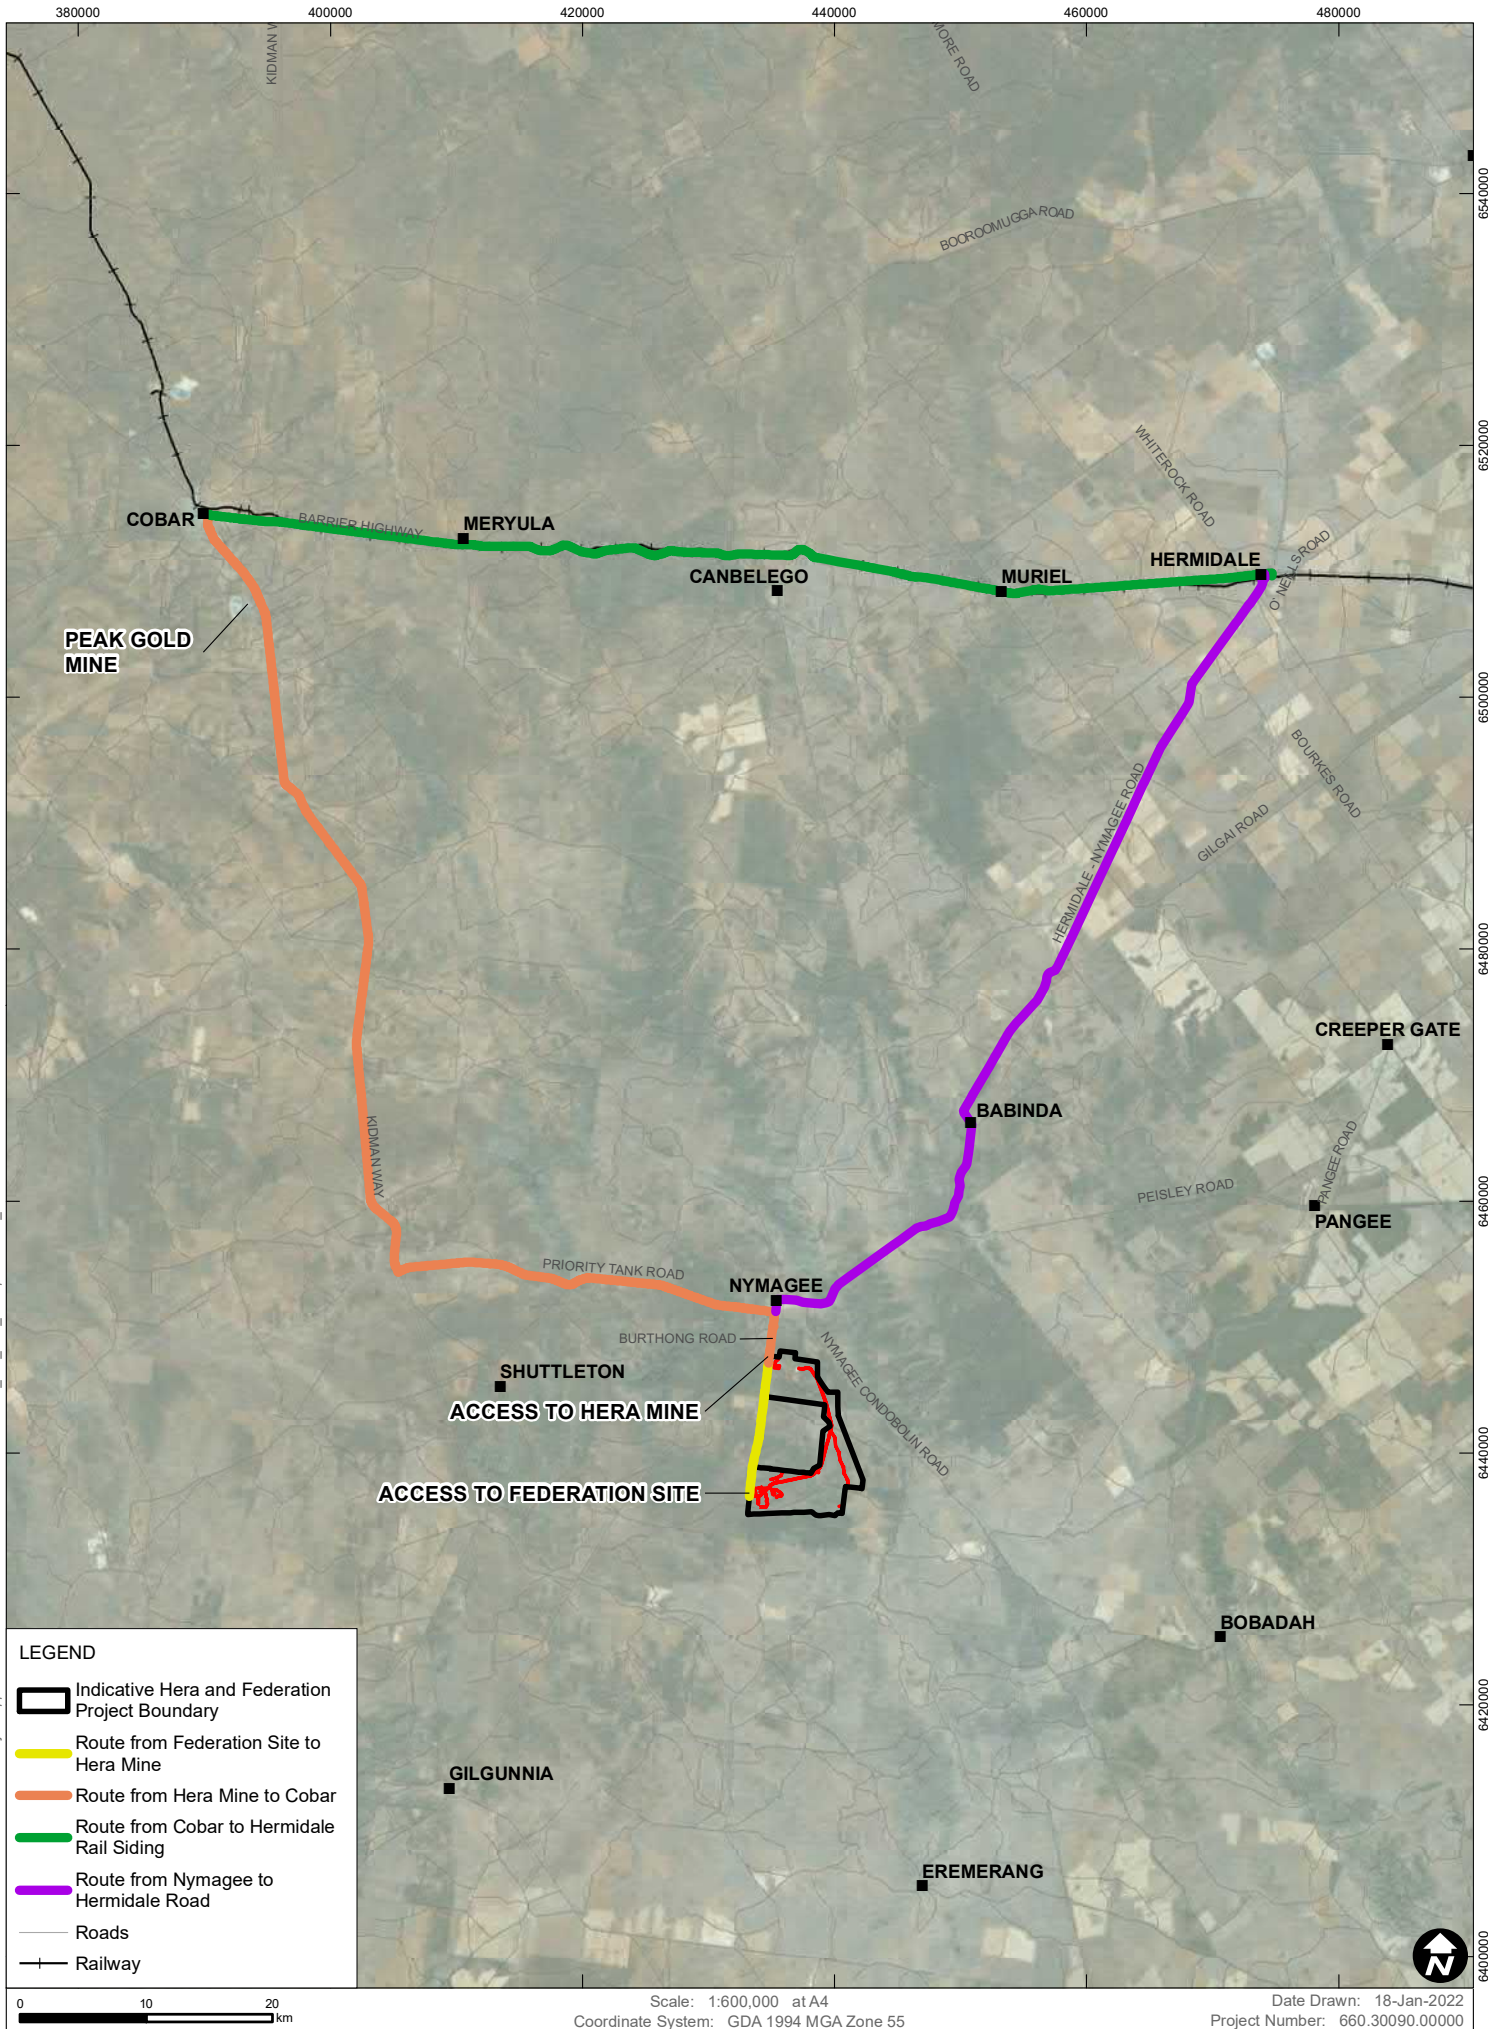 380000
400000
420000
440000
460000
480000
KIDMAN W
MORE ROAD
6540000
BOOROOMUGGA ROAD
6520000
WHITEROCK ROAD
COBAR
BARRIER HIGHWAY
MERYULA
CANBELEGO
MURIEL
HERMIDALE
O'NEILLS ROAD
PEAK GOLD
MINE
6500000
BOURKES ROAD
HERMIDALE - NYMAGEE ROAD
GILGAI ROAD
6480000
CREEPER GATE
BABINDA
KIDMAN WAY
PANGEE ROAD
PEISLEY ROAD
6460000
PANGEE
PRIORITY TANK ROAD
NYMAGEE
BURTHONG ROAD
NYMAGEE CONDOBOLIN ROAD
SHUTTLETON
ACCESS TO HERA MINE
6440000
ACCESS TO FEDERATION SITE
BOBADAH
6420000
GILGUNNIA
EREMERANG
6400000
LEGEND
Indicative Hera and Federation
Project Boundary
Route from Federation Site to
Hera Mine
Route from Hera Mine to Cobar
Route from Cobar to Hermidale
Rail Siding
Route from Nymagee to
Hermidale Road
Roads
Railway
N
0 10 20
km
Scale: 1:600,000 at A4
Coordinate System: GDA 1994 MGA Zone 55
Date Drawn: 18-Jan-2022
Project Number: 660.30090.00000